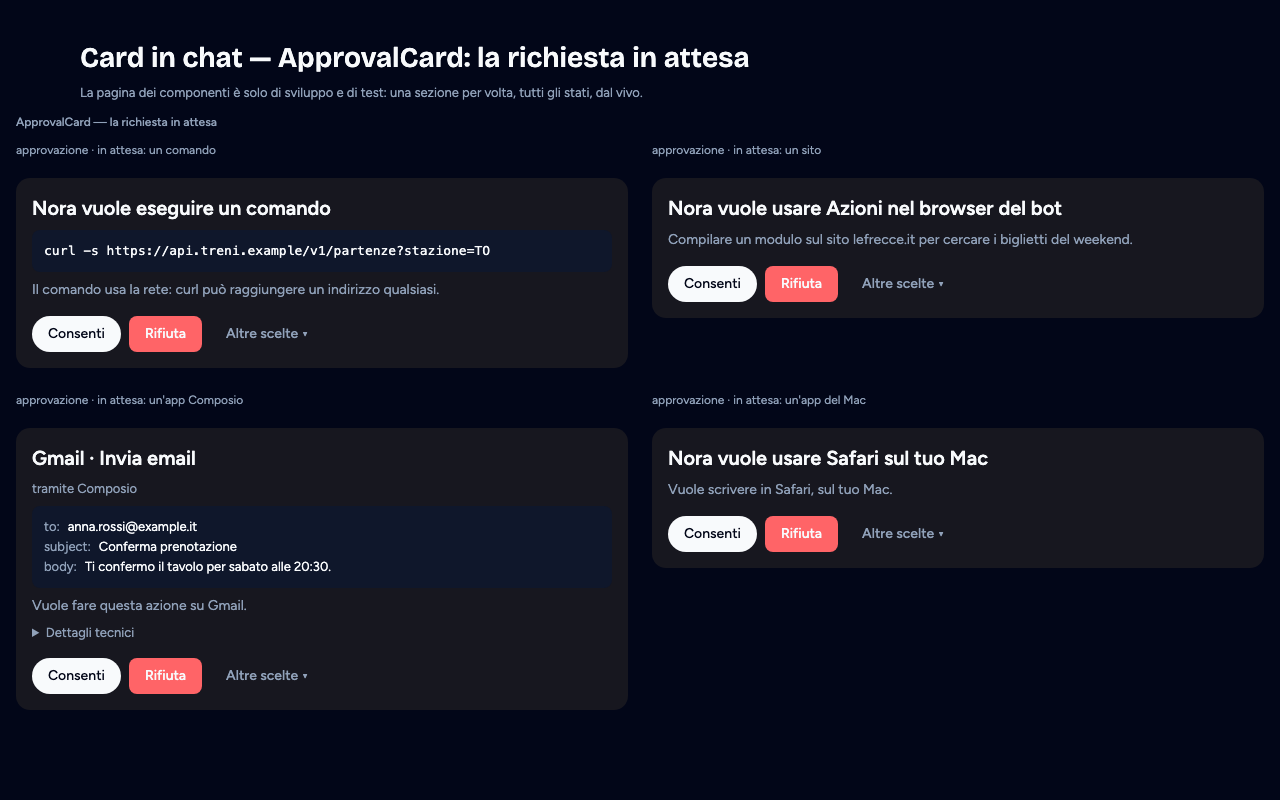 Card in chat — ApprovalCard: la richiesta in attesa
La pagina dei componenti è solo di sviluppo e di test: una sezione per volta, tutti gli stati, dal vivo.
ApprovalCard — la richiesta in attesa
approvazione · in attesa: un comando
Nora vuole eseguire un comando
curl -s https://api.treni.example/v1/partenze?stazione=TO
Il comando usa la rete: curl può raggiungere un indirizzo qualsiasi.
Consenti Rifiuta Altre scelte ▾
approvazione · in attesa: un sito
Nora vuole usare Azioni nel browser del bot
Compilare un modulo sul sito lefrecce.it per cercare i biglietti del weekend.
Consenti Rifiuta Altre scelte ▾
approvazione · in attesa: un'app Composio
Gmail · Invia email
tramite Composio
to: anna.rossi@example.it
subject: Conferma prenotazione
body: Ti confermo il tavolo per sabato alle 20:30.
Vuole fare questa azione su Gmail.
▶ Dettagli tecnici
Consenti Rifiuta Altre scelte ▾
approvazione · in attesa: un'app del Mac
Nora vuole usare Safari sul tuo Mac
Vuole scrivere in Safari, sul tuo Mac.
Consenti Rifiuta Altre scelte ▾